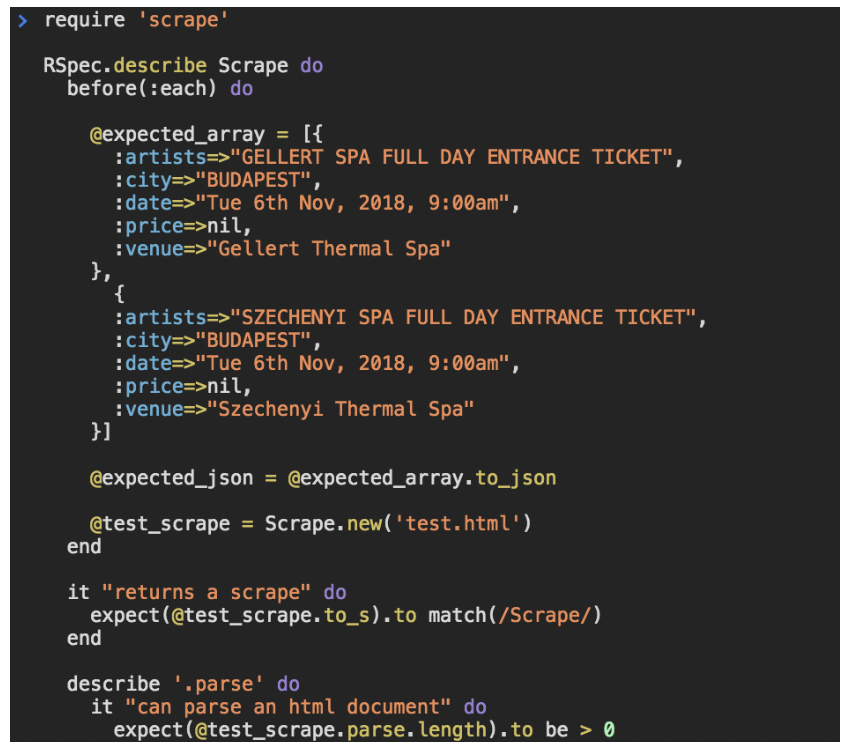 > require 'scrape'
RSpec.describe Scrape do
before(:each) do
@expected_array = [{
:artists=>"GELLERT SPA FULL DAY ENTRANCE TICKET",
:city=>"BUDAPEST",
:date=>"Tue 6th Nov, 2018, 9:00am",
:price=>nil,
:venue=>"Gellert Thermal Spa"
},
{
:artists=>"SZECHENYI SPA FULL DAY ENTRANCE TICKET",
:city=>"BUDAPEST",
:date=>"Tue 6th Nov, 2018, 9:00am",
:price=>nil,
:venue=>"Szechenyi Thermal Spa"
}]
@expected_json = @expected_array.to_json
@test_scrape = Scrape.new('test.html')
end
it "returns a scrape" do
expect(@test_scrape.to_s).to match(/Scrape/)
end
describe '.parse' do
it "can parse an html document" do
expect(@test_scrape.parse.length).to be > 0